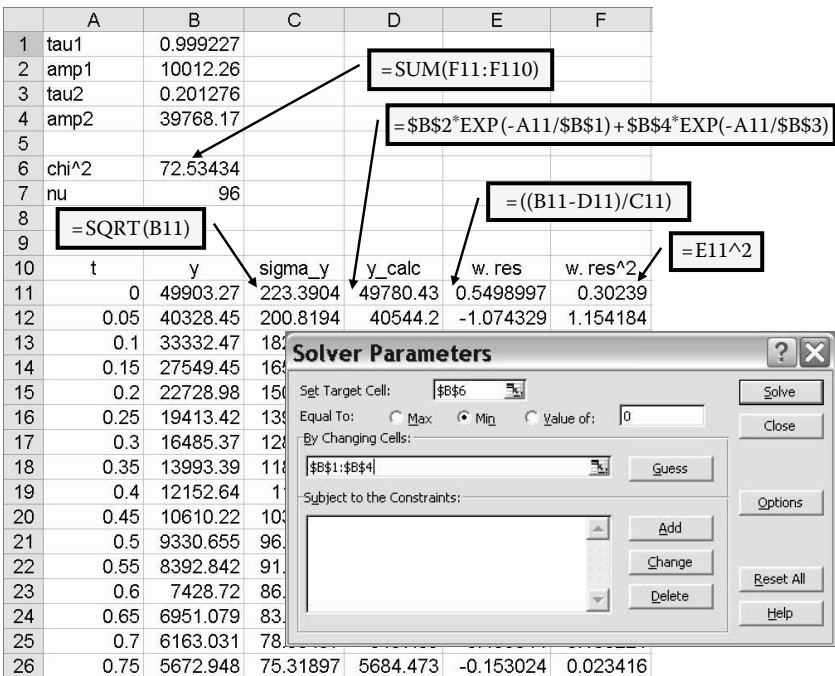 A B C D E F
1 tau1 0.999227
2 amp1 10012.26
=SUM(F11:F110)
3 tau2 0.201276
4 amp2 39768.17
=$B$2*EXP(-A11/$B$1)+$B$4*EXP(-A11/$B$3)
5
6 chi^2 72.53434
7 nu 96
=((B11-D11)/C11)
8
=SQRT(B11)
9
=E11^2
10 t y sigma_y y_calc w. res w. res^2
11 0 49903.27 223.3904 49780.43 0.5498997 0.30239
12 0.05 40328.45 200.8194 40544.2 -1.074329 1.154184
13 0.1 33332.47
14 0.15 27549.45
15 0.2 22728.98
16 0.25 19413.42
17 0.3 16485.37
18 0.35 13993.39
19 0.4 12152.64
20 0.45 10610.22
21 0.5 9330.655 96.
22 0.55 8392.842 91.
23 0.6 7428.72 86.
24 0.65 6951.079 83.
25 0.7 6163.031 78.
26 0.75 5672.948 75.31897 5684.473 -0.153024 0.023416
Solver Parameters ? X
Set Target Cell: $B$6 Solve
Equal To: Max Min Value of: 0 Close
By Changing Cells:
$B$1:$B$4 Guess
Subject to the Constraints: Options
Add
Change
Delete Reset All
Help